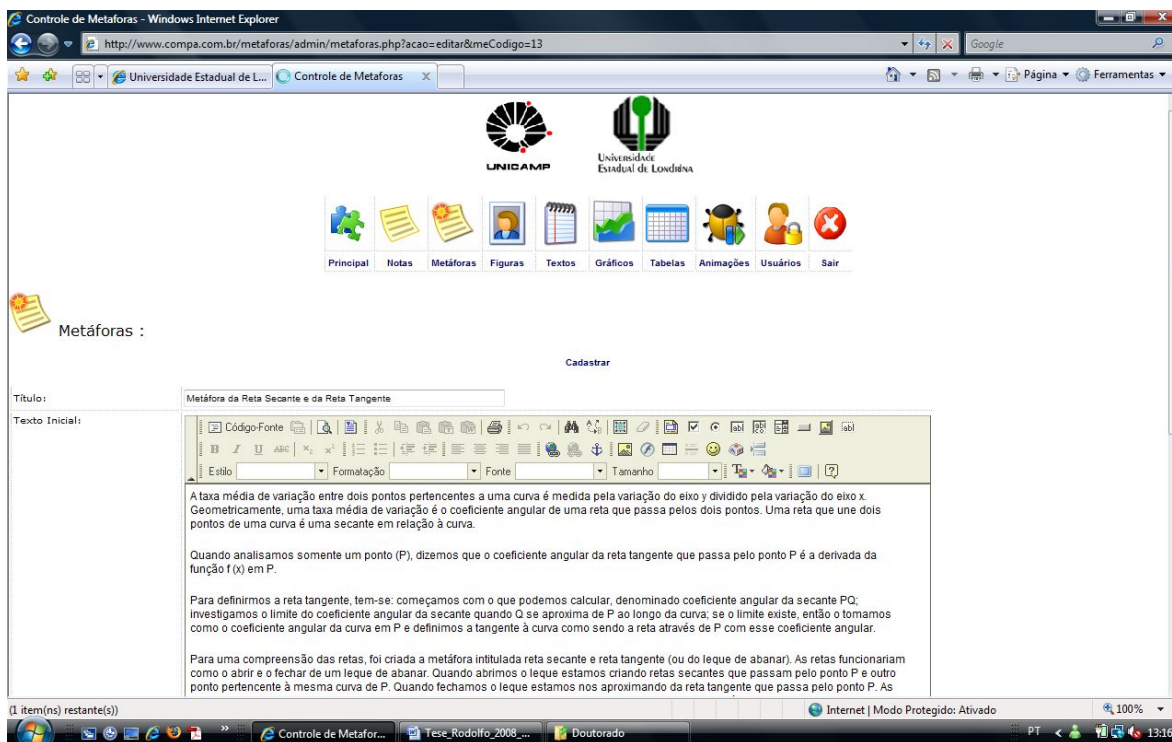 Controle de Metaforas - Windows Internet Explorer
http://www.compa.com.br/metaforas/admin/metaforas.php?acao=editar&meCodigo=13
Google
Universidade Estadual de L...
Controle de Metaforas
Página
Ferramentas
UNICAMP
Universidade
Estadual de Londrina
Principal Notas Metáforas Figuras Textos Gráficos Tabelas Animações Usuários Sair
Metáforas :
Cadastrar
Título:
Metáfora da Reta Secante e da Reta Tangente
Texto Inicial:
Código-Fonte
B I U ABC x₂ x²
Estilo Formatação Fonte Tamanho
A taxa média de variação entre dois pontos pertencentes a uma curva é medida pela variação do eixo y dividido pela variação do eixo x.
Geometricamente, uma taxa média de variação é o coeficiente angular de uma reta que passa pelos dois pontos. Uma reta que une dois
pontos de uma curva é uma secante em relação à curva.
Quando analisamos somente um ponto (P), dizemos que o coeficiente angular da reta tangente que passa pelo ponto P é a derivada da
função f (x) em P.
Para definirmos a reta tangente, tem-se: começamos com o que podemos calcular, denominado coeficiente angular da secante PQ;
investigamos o limite do coeficiente angular da secante quando Q se aproxima de P ao longo da curva; se o limite existe, então o tomamos
como o coeficiente angular da curva em P e definimos a tangente à curva como sendo a reta através de P com esse coeficiente angular.
Para uma compreensão das retas, foi criada a metáfora intitulada reta secante e reta tangente (ou do leque de abanar). As retas funcionariam
como o abrir e o fechar de um leque de abanar. Quando abrimos o leque estamos criando retas secantes que passam pelo ponto P e outro
ponto pertencente à mesma curva de P. Quando fechamos o leque estamos nos aproximando da reta tangente que passa pelo ponto P. As
(1 item(ns) restante(s))
Internet | Modo Protegido: Ativado
100%
Controle de Metafor...
Tese_Rodolfo_2008_...
Doutorado
PT
13:10